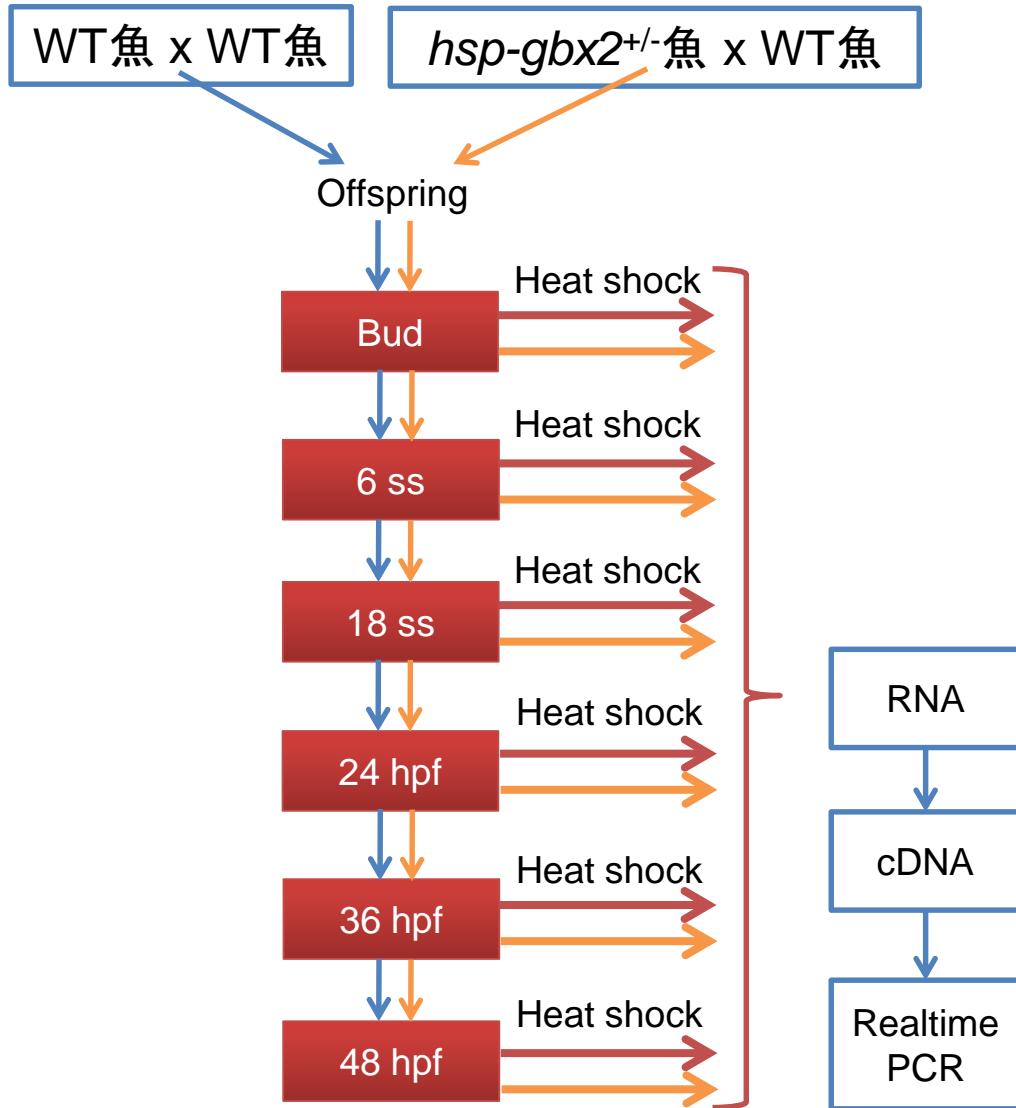 WT魚 x WT魚
hsp-gbx2+/-魚 x WT魚
Offspring
Heat shock
Bud
Heat shock
6 ss
Heat shock
18 ss
Heat shock
24 hpf
Heat shock
36 hpf
Heat shock
48 hpf
RNA
cDNA
Realtime
PCR